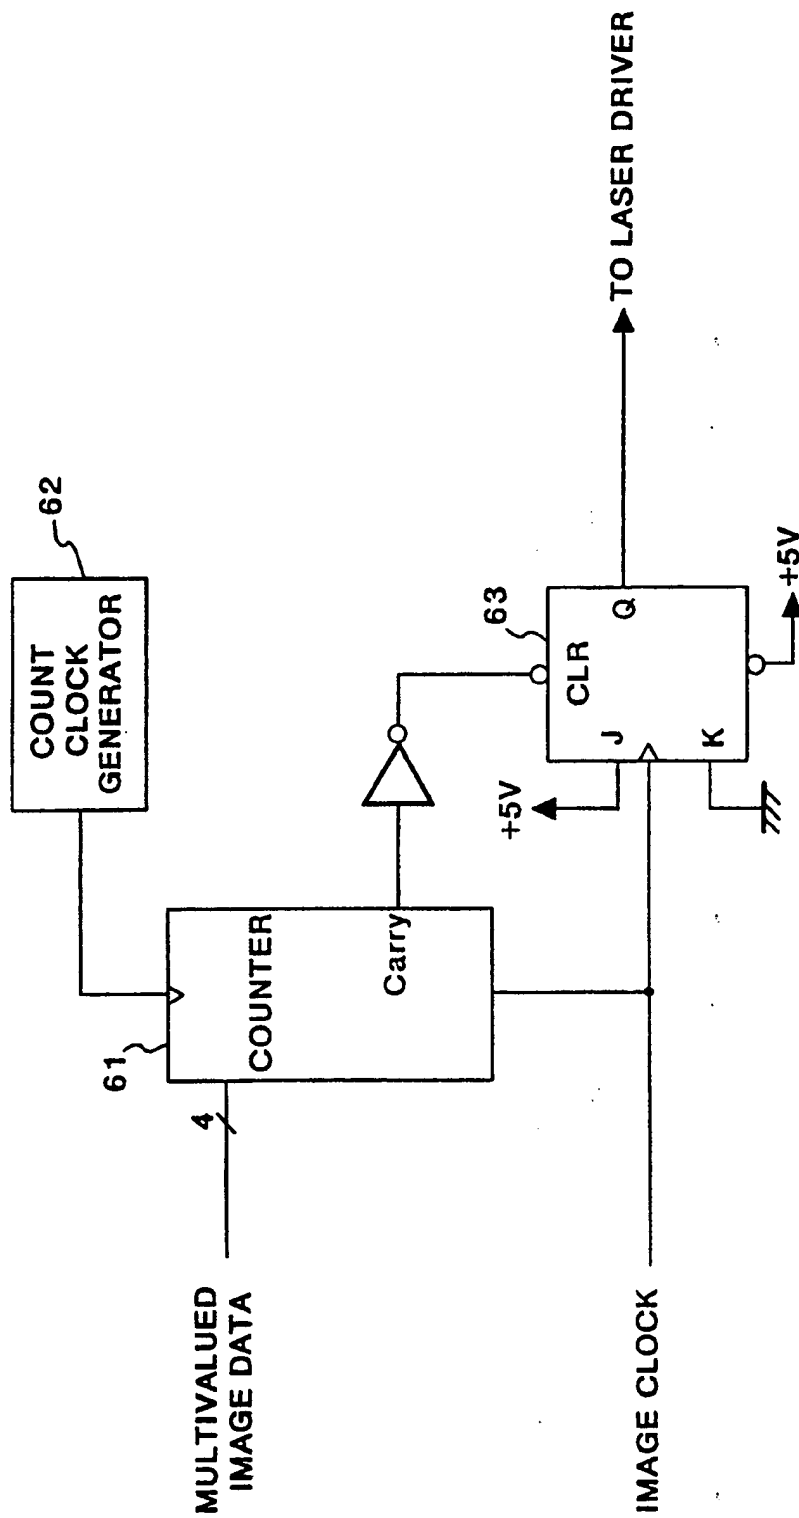 COUNT
CLOCK
GENERATOR
62
61
4
COUNTER
Carry
MULTIVALUED
IMAGE DATA
+5V
63
CLR
J
K
Q
+5V
TO LASER DRIVER
IMAGE CLOCK